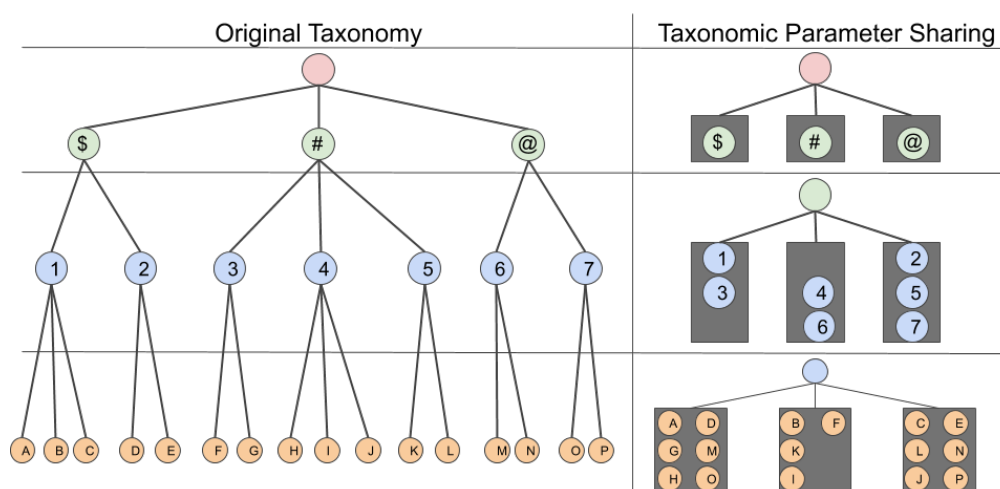 Original Taxonomy
Taxonomic Parameter Sharing
$ # @
$ # @
1 2 3 4 5 6 7
1 2
3 4 5
6 7
A B C D E F G H I J K L M N O P
A D B F C E
G M K L N
H O I J P